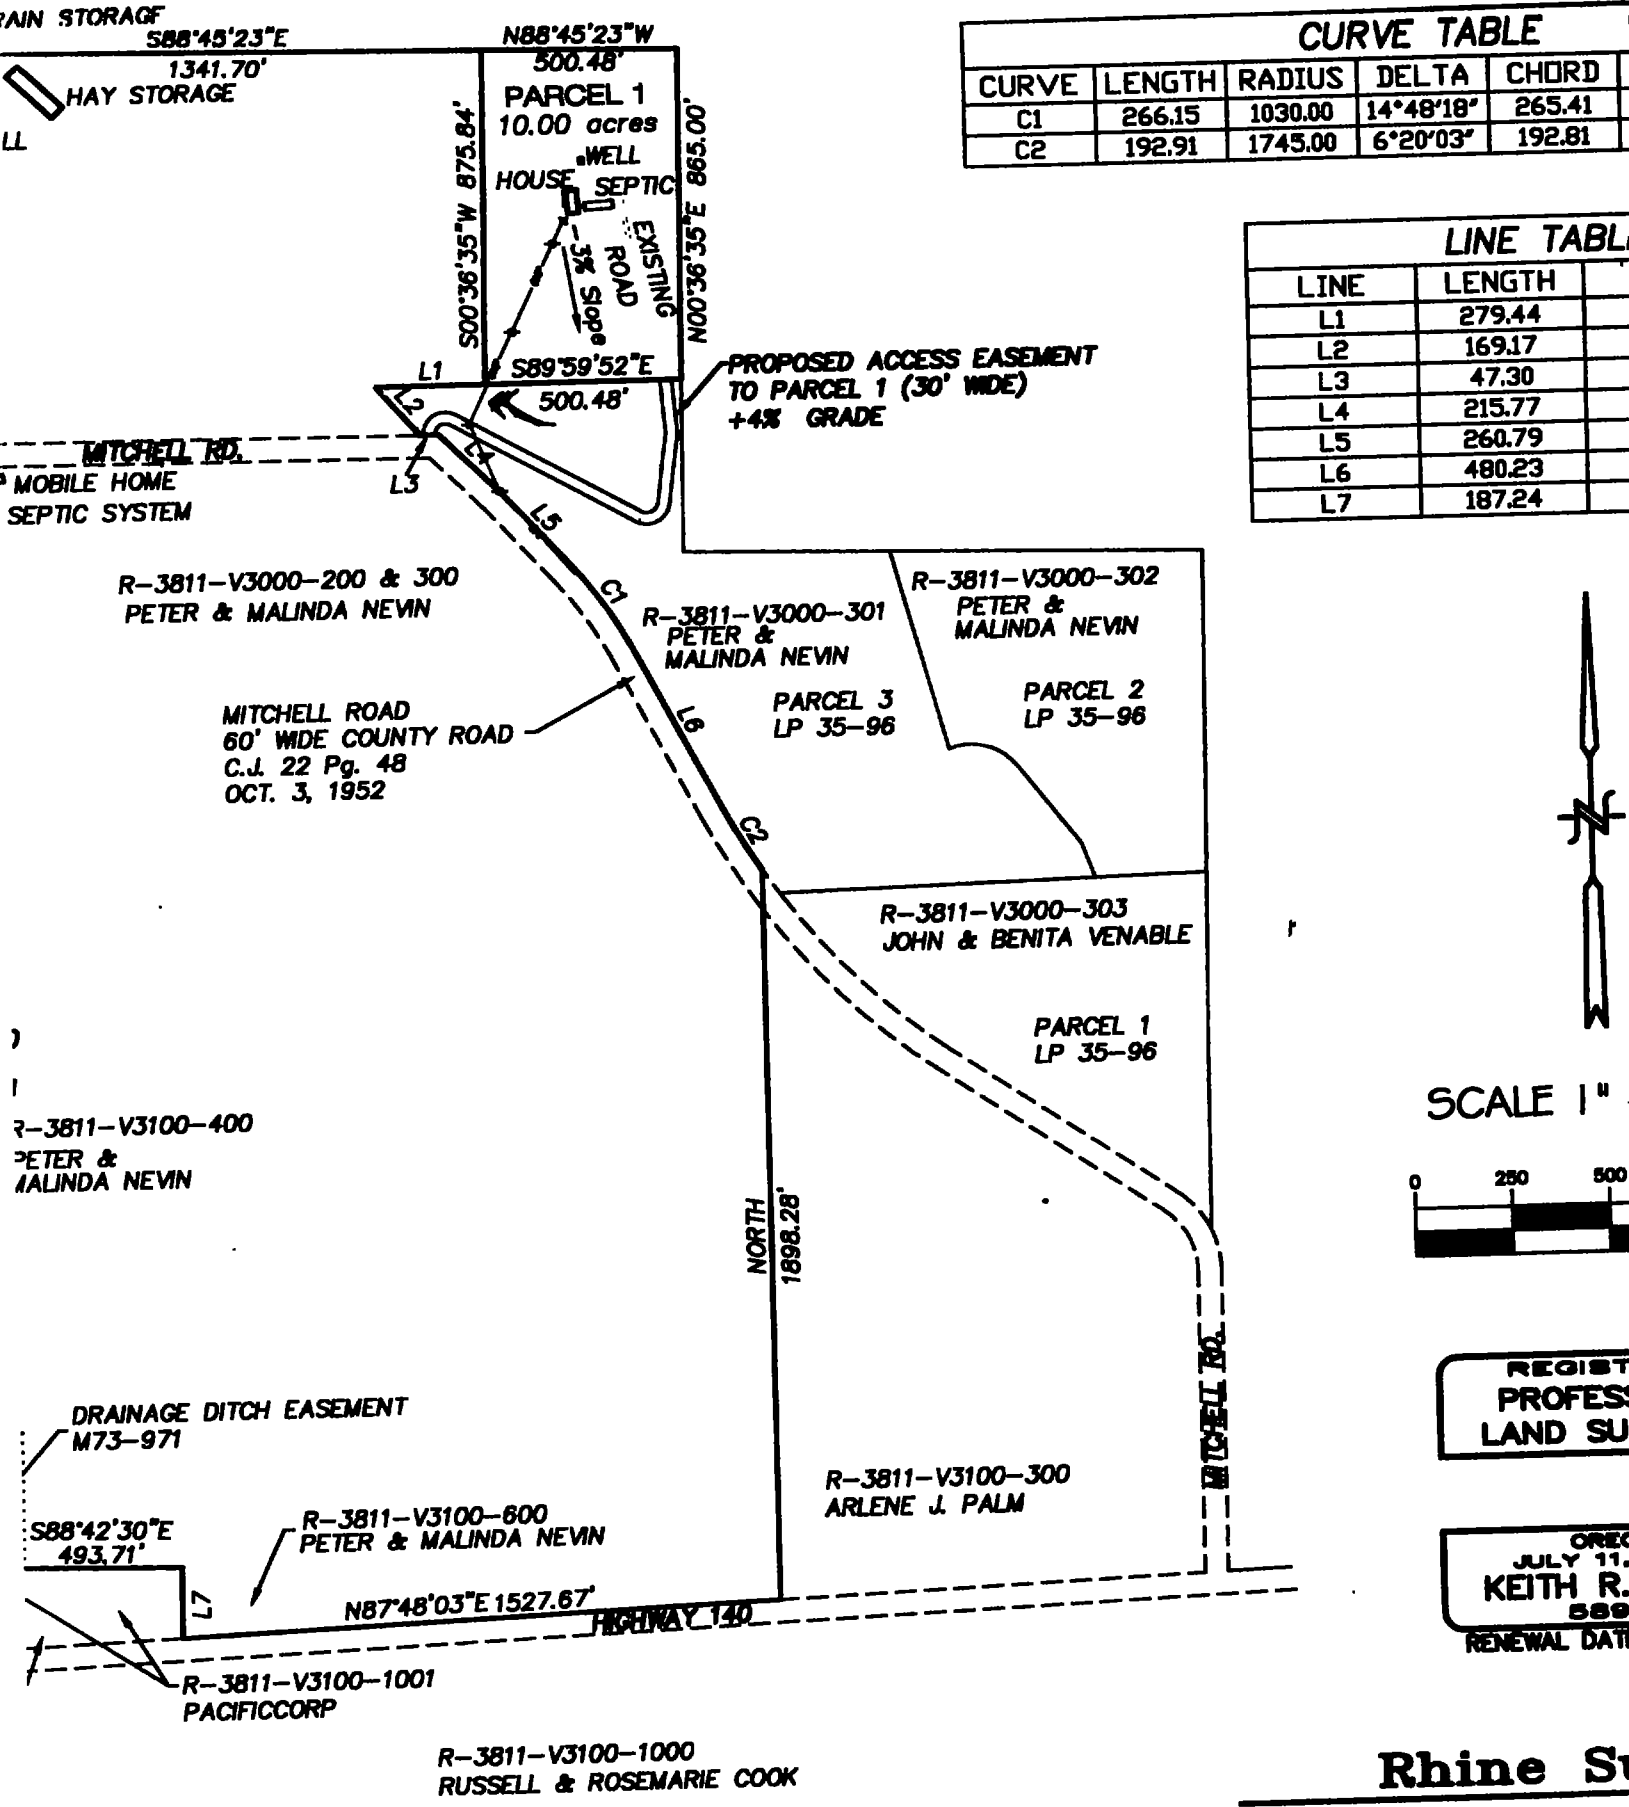 S88°45'23"E
1341.70'
HAY STORAGE
N88°45'23"W
500.48'
PARCEL 1
10.00 acres
WELL
HOUSE
SEPTIC
EXISTING
ROAD
-3% Slope
S00°36'35"W 875.84'
N00°36'35"E 865.00'
S89°59'52"E
500.48'
L1
L2
L3
L4
L5
PROPOSED ACCESS EASEMENT
TO PARCEL 1 (30' WIDE)
+4% GRADE
MITCHELL RD.
MOBILE HOME
SEPTIC SYSTEM
CURVE TABLE
CURVE LENGTH RADIUS DELTA CHORD
C1 266.15 1030.00 14°48'18" 265.41
C2 192.91 1745.00 6°20'03" 192.81
LINE
LINE LENGTH
L1 279.44
L2 169.17
L3 47.30
L4 215.77
L5 260.79
L6 480.23
L7 187.24
R-3811-V3000-200 & 300
PETER & MALINDA NEVIN
C1
R-3811-V3000-301
PETER &
MALINDA NEVIN
PARCEL 3
LP 35-96
R-3811-V3000-302
PETER &
MALINDA NEVIN
PARCEL 2
LP 35-96
MITCHELL ROAD
60' WIDE COUNTY ROAD
C.J. 22 Pg. 48
OCT. 3, 1952
L6
C2
R-3811-V3000-303
JOHN & BENITA VENABLE
PARCEL 1
LP 35-96
N
SCALE 1"
0 250 500
R-3811-V3100-400
PETER &
MALINDA NEVIN
NORTH
1898.28'
MITCHELL RD.
DRAINAGE DITCH EASEMENT
M73-971
R-3811-V3100-300
ARLENE J. PALM
S88°42'30"E
493.71'
R-3811-V3100-600
PETER & MALINDA NEVIN
L7
N87°48'03"E 1527.67'
HIGHWAY 140
R-3811-V3100-1001
PACIFICCORP
R-3811-V3100-1000
RUSSELL & ROSEMARIE COOK
LAND
JULY 11,
KEITH R.
RENEWAL
Rhine